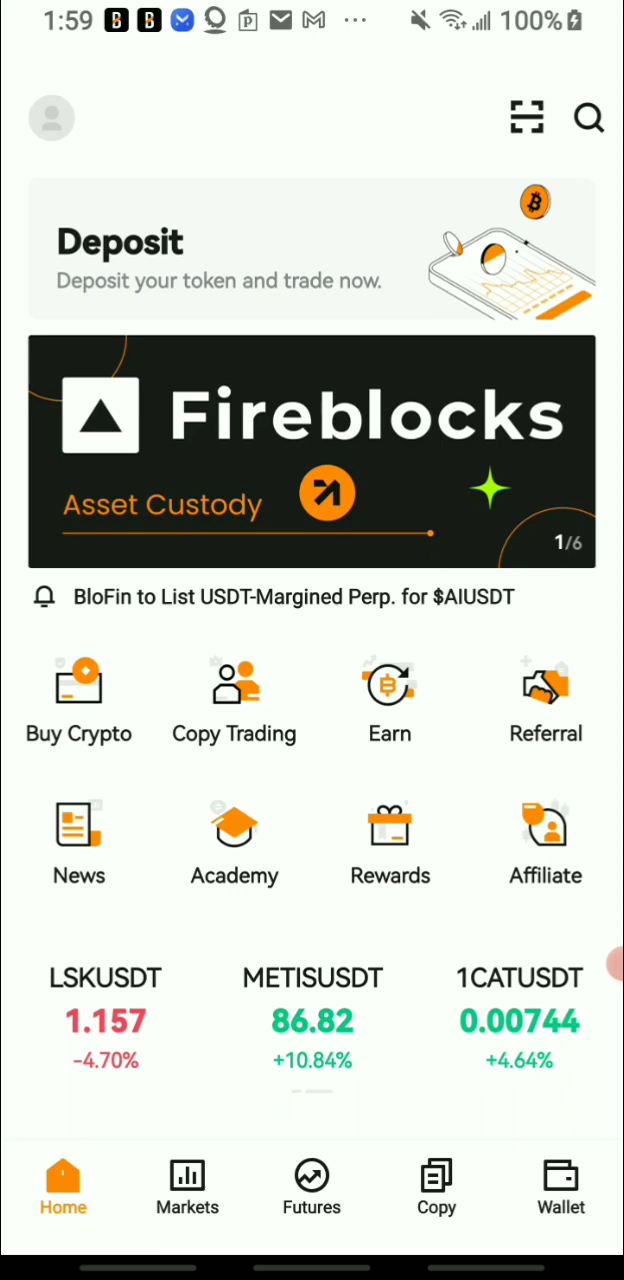 1:59 100%
Deposit
Deposit your token and trade now.
Fireblocks
Asset Custody
1/6
BloFin to List USDT-Margined Perp. for $AIUSDT
Buy Crypto Copy Trading Earn Referral
News Academy Rewards Affiliate
LSKUSDT METISUSDT 1CATUSDT
1.157 86.82 0.00744
-4.70% +10.84% +4.64%
Home Markets Futures Copy Wallet